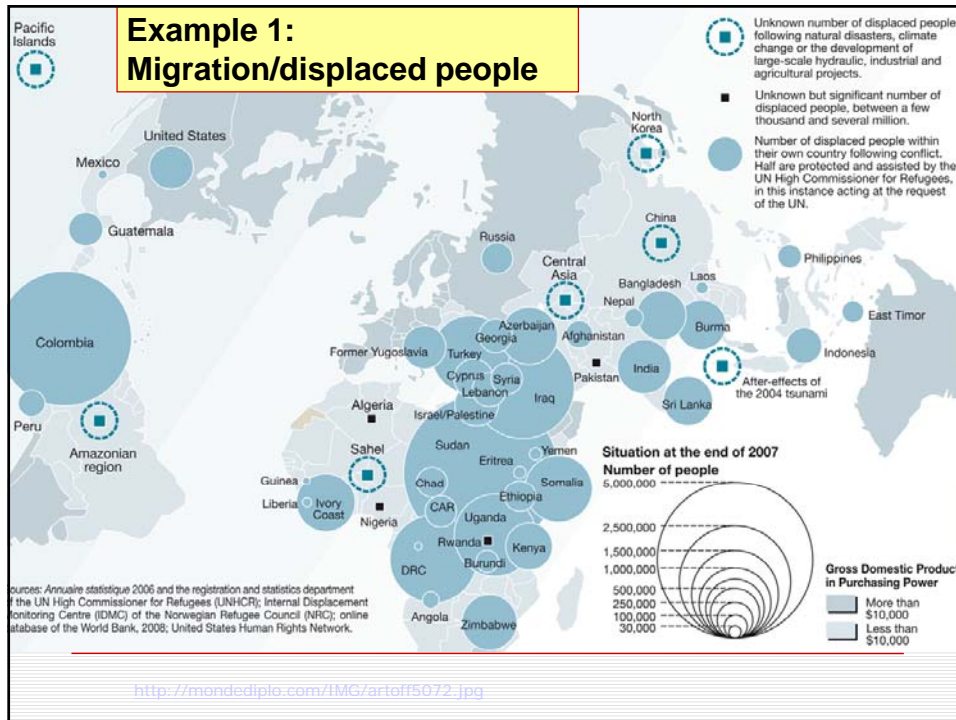 Example 1:
Migration/displaced people
Pacific
Islands
Unknown number of displaced people
following natural disasters, climate
change or the development of
large-scale hydraulic, industrial and
agricultural projects.
Unknown but significant number of
displaced people, between a few
thousand and several million.
Number of displaced people within
their own country following conflict.
Half are protected and assisted by the
UN High Commissioner for Refugees,
in this instance acting at the request
of the UN.
United States
Mexico
Guatemala
Colombia
Peru
Amazonian
region
North
Korea
Russia
China
Central
Asia
Philippines
Laos
Bangladesh
Nepal
Burma
East Timor
Indonesia
Azerbaijan
Georgia
Afghanistan
Former Yugoslavia
Turkey
Cyprus
Syria
Lebanon
Iraq
Pakistan
India
Sri Lanka
After-effects of
the 2004 tsunami
Israel/Palestine
Algeria
Sahel
Sudan
Yemen
Eritrea
Guinea
Chad
Somalia
Liberia
Ivory
Coast
Nigeria
CAR
Ethiopia
Uganda
Rwanda
Kenya
Burundi
DRC
Angola
Zimbabwe
Situation at the end of 2007
Number of people
5,000,000
2,500,000
1,500,000
1,000,000
500,000
250,000
100,000
30,000
Gross Domestic Product
in Purchasing Power
More than
$10,000
Less than
$10,000
ources: Annuaire statistique 2006 and the registration and statistics department
f the UN High Commissioner for Refugees (UNHCR); Internal Displacement
onitoring Centre (IDMC) of the Norwegian Refugee Council (NRC); online
atabase of the World Bank, 2008; United States Human Rights Network.
http://mondediplo.com/IMG/artoff5072.jpg